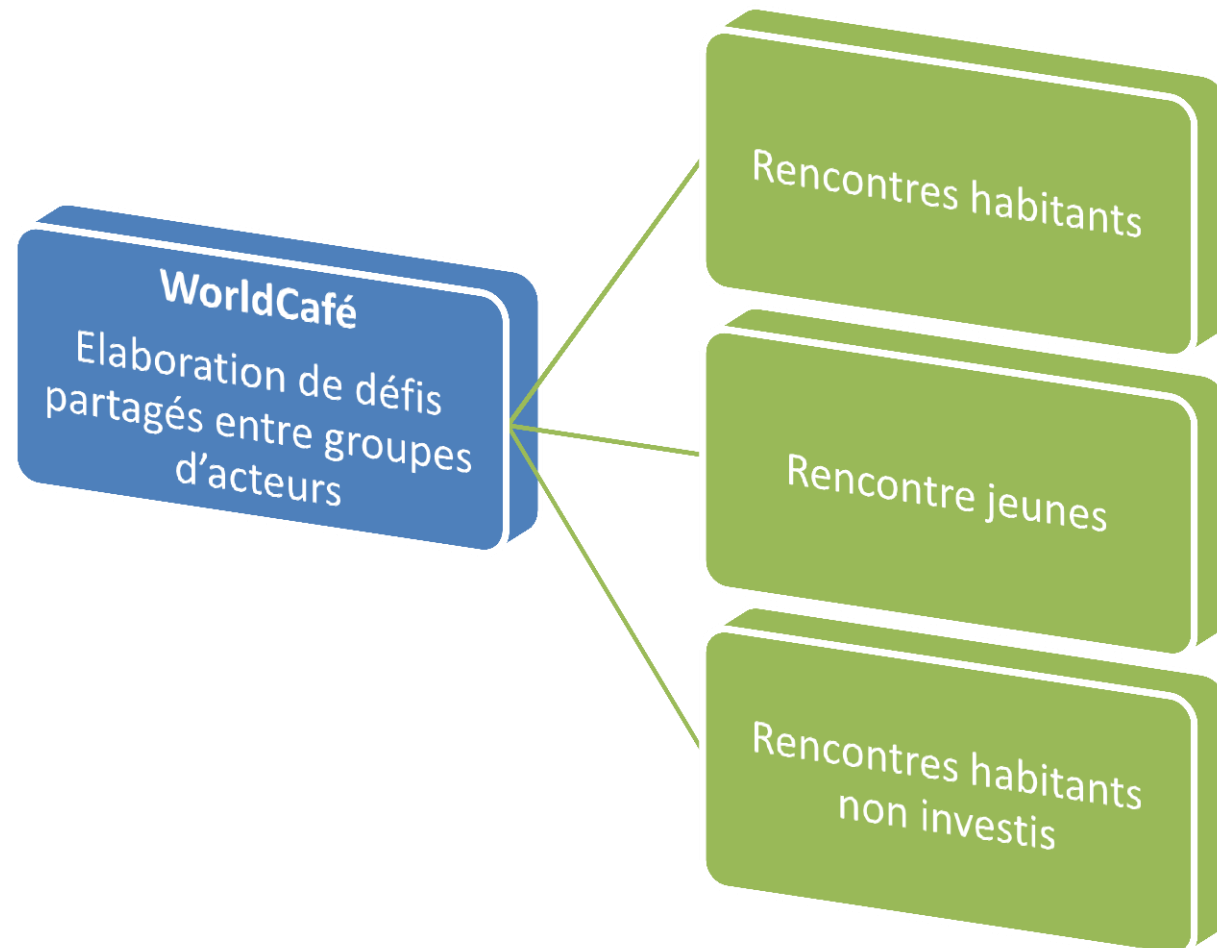 WorldCafé
Elaboration de défis
partagés entre groupes
d’acteurs
Rencontres habitants
Rencontre jeunes
Rencontres habitants
non investis